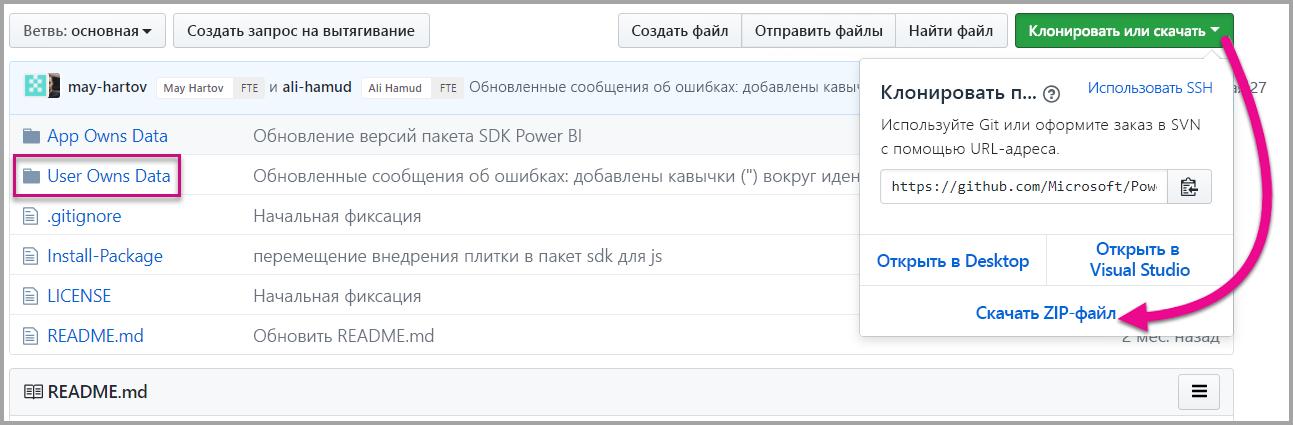 Ветвь: основная
Создать запрос на вытягивание
Создать файл
Отправить файлы
Найти файл
Клонировать или скачать
may-hartov May Hartov FTE и ali-hamud Ali Hamud FTE Обновленные сообщения об ошибках: добавлены кавыч
27
App Owns Data Обновление версий пакета SDK Power BI
User Owns Data Обновленные сообщения об ошибках: добавлены кавычки (") вокруг иден
.gitignore Начальная фиксация
Install-Package перемещение внедрения плитки в пакет sdk для js
LICENSE Начальная фиксация
README.md Обновить README.md 2 мес. назад
Клонировать п... Использовать SSH
Используйте Git или оформите заказ в SVN
с помощью URL-адреса.
https://github.com/Microsoft/Pow
Открыть в Desktop
Открыть в
Visual Studio
Скачать ZIP-файл
README.md